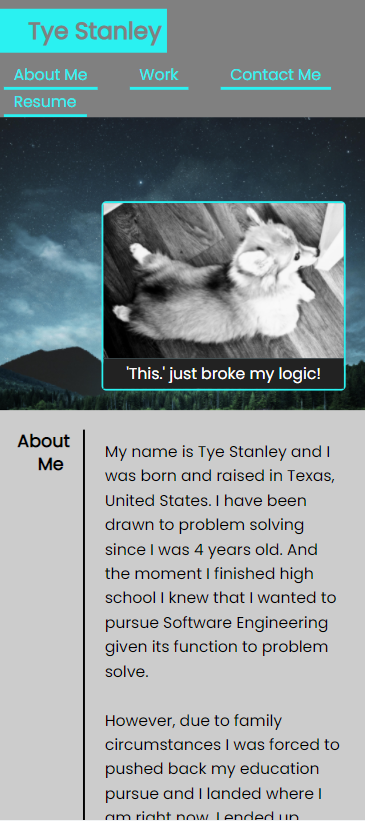 Tye Stanley
About Me Work Contact Me
Resume
'This.' just broke my logic!
About
Me
My name is Tye Stanley and I
was born and raised in Texas,
United States. I have been
drawn to problem solving
since I was 4 years old. And
the moment I finished high
school I knew that I wanted to
pursue Software Engineering
given its function to problem
solve.
However, due to family
circumstances I was forced to
pushed back my education
pursue and I landed where I
am right now. I ended up